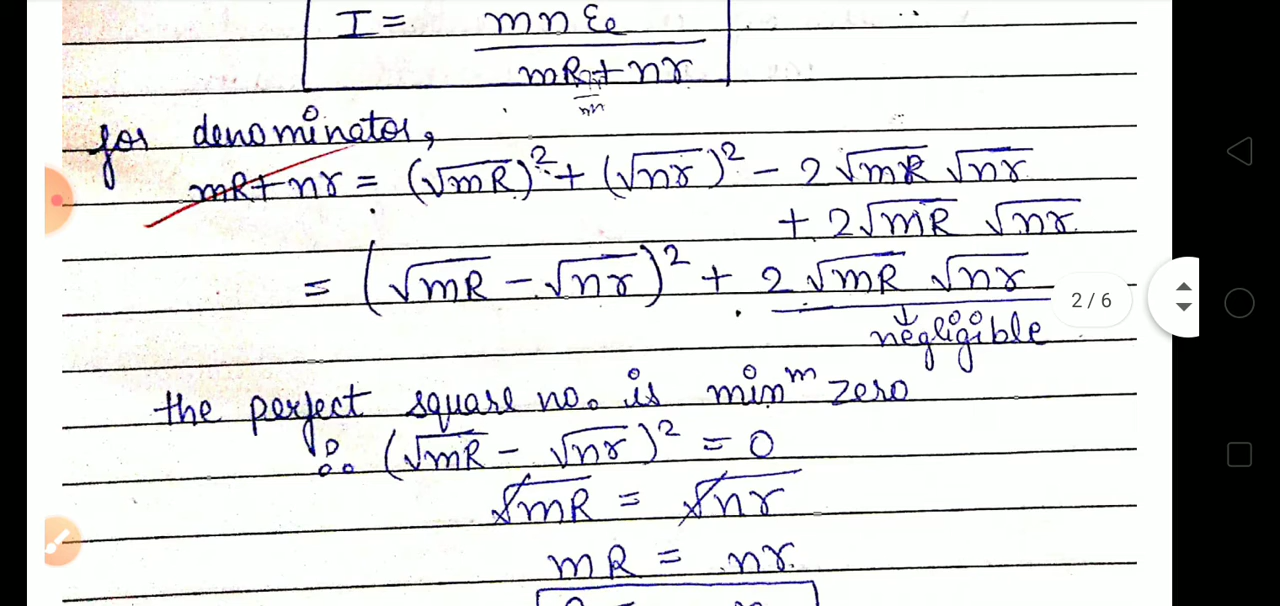 I = mnε₀
mR + nr
mn
for denominator,
mR + nr = (√mR)² + (√nr)² - 2√mR √nr
+ 2√mR √nr
= (√mR - √nr)² + 2√mR √nr
2 / 6
negligible
the perfect square no. is minᵐ zero
∴ (√mR - √nr)² = 0
√mR = √nr
mR = nr